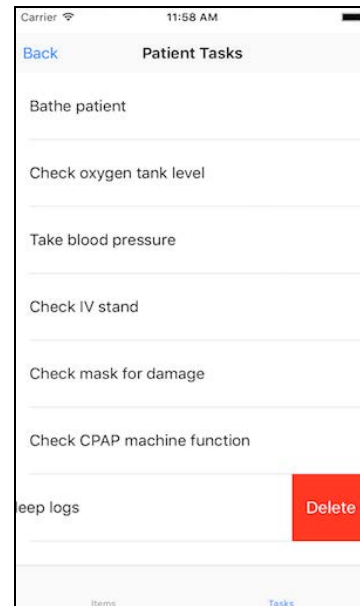 Carrier 11:58 AM
Back Patient Tasks
Bathe patient
Check oxygen tank level
Take blood pressure
Check IV stand
Check mask for damage
Check CPAP machine function
leep logs Delete
Items Tasks